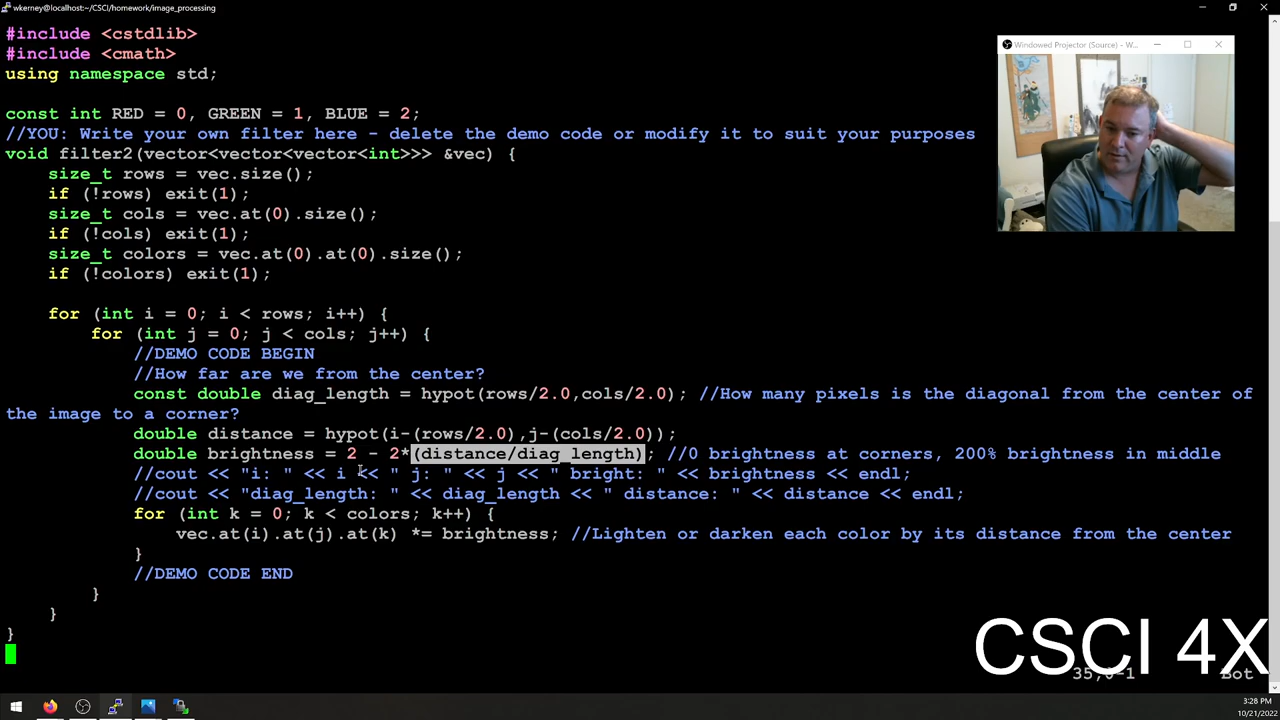 wkerney@localhost:~/CSCI/homework/image_processing
#include <cstdlib>
#include <cmath>
using namespace std;
const int RED = 0, GREEN = 1, BLUE = 2;
//YOU: Write your own filter here - delete the demo code or modify it to suit your purposes
void filter2(vector<vector<vector<int>>> &vec) {
size_t rows = vec.size();
if (!rows) exit(1);
size_t cols = vec.at(0).size();
if (!cols) exit(1);
size_t colors = vec.at(0).at(0).size();
if (!colors) exit(1);
for (int i = 0; i < rows; i++) {
for (int j = 0; j < cols; j++) {
//DEMO CODE BEGIN
//How far are we from the center?
const double diag_length = hypot(rows/2.0,cols/2.0); //How many pixels is the diagonal from the center of
the image to a corner?
double distance = hypot(i-(rows/2.0),j-(cols/2.0));
double brightness = 2 - 2*(distance/diag_length); //0 brightness at corners, 200% brightness in middle
//cout << "i: " << i << " j: " << j << " bright: " << brightness << endl;
//cout << "diag_length: " << diag_length << " distance: " << distance << endl;
for (int k = 0; k < colors; k++) {
vec.at(i).at(j).at(k) *= brightness; //Lighten or darken each color by its distance from the center
}
//DEMO CODE END
}
}
}
Windowed Projector (Source) - W...
CSCI 4X
Bot
3:28 PM
10/21/2022